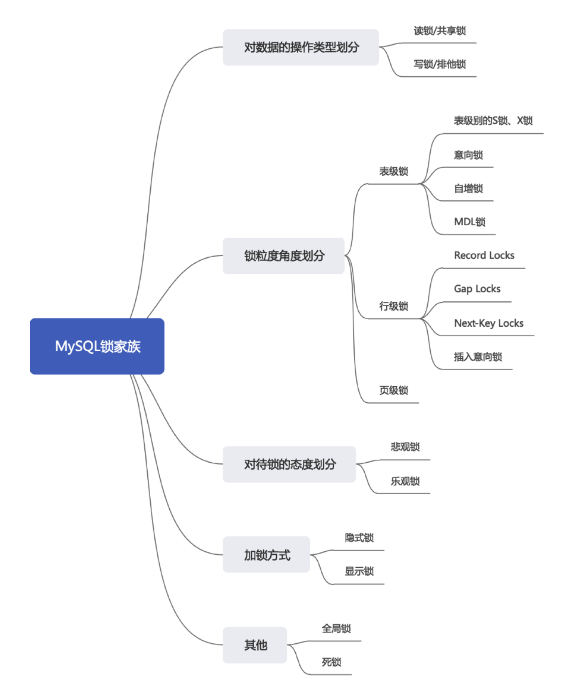 MySQL锁家族
对数据的操作类型划分
读锁/共享锁
写锁/排他锁
锁粒度角度划分
表级锁
表级别的S锁、X锁
意向锁
自增锁
MDL锁
行级锁
Record Locks
Gap Locks
Next-Key Locks
插入意向锁
页级锁
对待锁的态度划分
悲观锁
乐观锁
加锁方式
隐式锁
显示锁
其他
全局锁
死锁